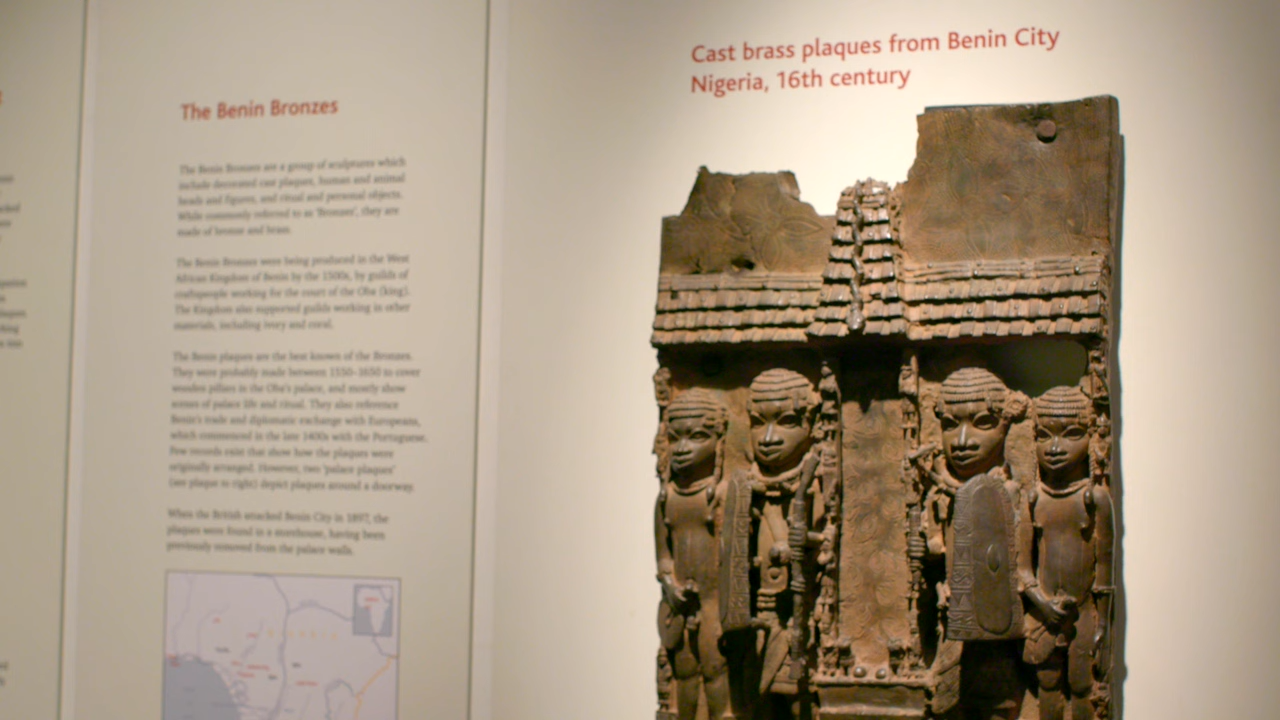 The Benin Bronzes
The Benin Bronzes are a group of sculptures which
include decorated cast plaques, human and animal
heads and figures, and ritual and personal objects.
While commonly referred to as 'Bronzes', they are
made of bronze and brass.
The Benin Bronzes were being produced in the West
African Kingdom of Benin by the 1500s, by guilds of
craftspeople working for the court of the Oba (king).
The Kingdom also supported guilds working in other
materials, including ivory and coral.
The Benin plaques are the best known of the Bronzes.
They were probably made between 1550-1650 to cover
wooden pillars in the Oba's palace, and mostly show
scenes of palace life and ritual. They also reference
Benin's trade and diplomatic exchange with Europeans,
which commenced in the late 1400s with the Portuguese.
Few records exist that show how the plaques were
originally arranged. However, two 'palace plaques'
(see plaque to right) depict plaques around a doorway.
When the British attacked Benin City in 1897, the
plaques were found in a storehouse, having been
previously removed from the palace walls.
Cast brass plaques from Benin City
Nigeria, 16th century